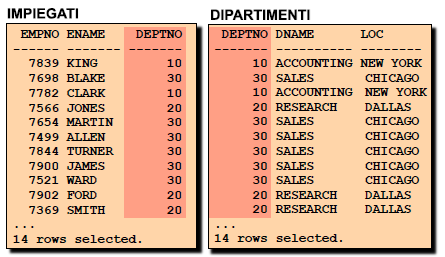 IMPIEGATI
EMPNO ENAME DEPTNO
------- -------- -------
7839 KING 10
7698 BLAKE 30
7782 CLARK 10
7566 JONES 20
7654 MARTIN 30
7499 ALLEN 30
7844 TURNER 30
7900 JAMES 30
7521 WARD 30
7902 FORD 20
7369 SMITH 20
...
14 rows selected.
DIPARTIMENTI
DEPTNO DNAME LOC
------- ---------- --------
10 ACCOUNTING NEW YORK
30 SALES CHICAGO
10 ACCOUNTING NEW YORK
20 RESEARCH DALLAS
30 SALES CHICAGO
30 SALES CHICAGO
30 SALES CHICAGO
30 SALES CHICAGO
30 SALES CHICAGO
20 RESEARCH DALLAS
20 RESEARCH DALLAS
...
14 rows selected.